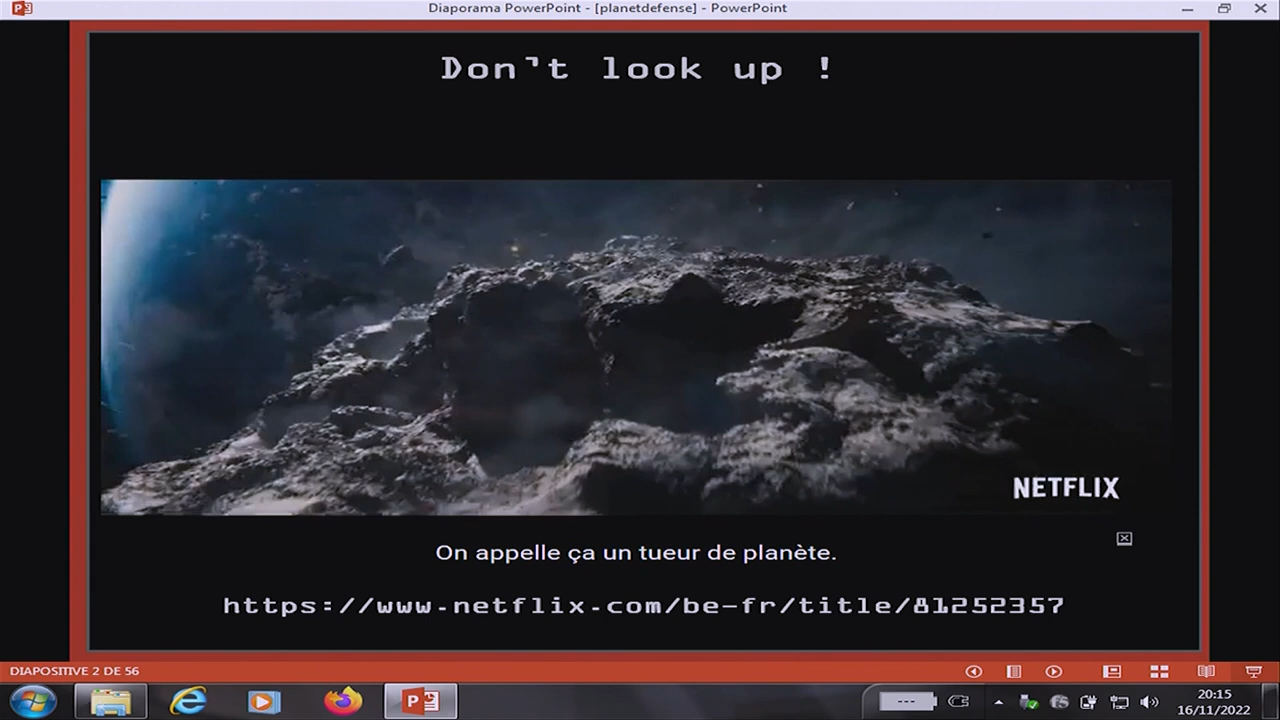 Diaporama PowerPoint - [planetdefense] - PowerPoint
Don't look up !
NETFLIX
On appelle ça un tueur de planète.
https://www.netflix.com/be-fr/title/81252357
DIAPOSITIVE 2 DE 56
20:15
16/11/2022